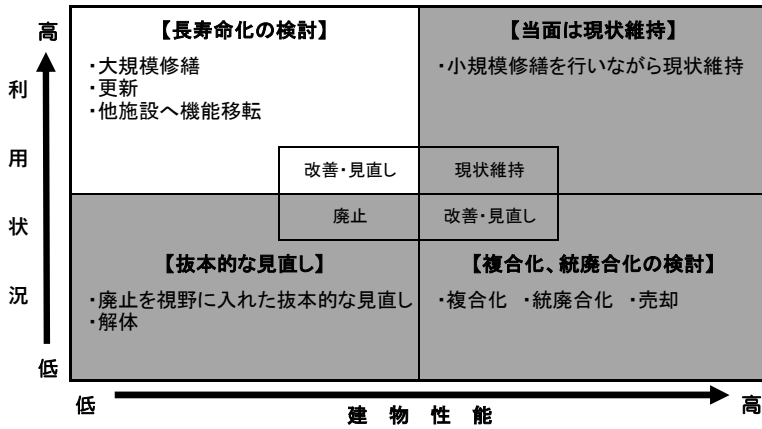 高
利用状況
低
【長寿命化の検討】
・大規模修繕
・更新
・他施設へ機能移転
【当面は現状維持】
・小規模修繕を行いながら現状維持
改善・見直し
現状維持
廃止
改善・見直し
【抜本的な見直し】
・廃止を視野に入れた抜本的な見直し
・解体
【複合化、統廃合化の検討】
・複合化 ・統廃合化 ・売却
低
建物性能
高